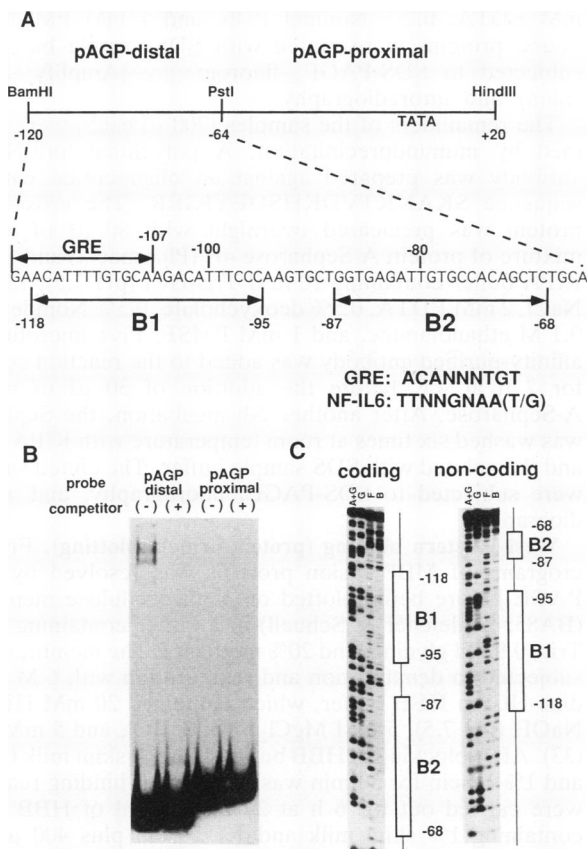 A
pAGP-distal pAGP-proximal
BamHI PstI HindIII
TATA
-120 -64 +20
GRE -107 -100 -80
GAACATTTTGTGCAAGACATTTCCCAAGTGCTGGTGAGATTGTGCCACAGCTCTGCA
B1 B2
-118 -95 -87 -68
GRE: ACANNNTGT
NF-IL6: TTNNGNAA(T/G)
B
probe pAGP distal pAGP proximal
competitor (-) (+) (-) (+)
C
coding noncoding
A+G G F F A+G G F F
-118
B1
-95
-87
B2
-68
-68
B2
-87
-95
B1
-118